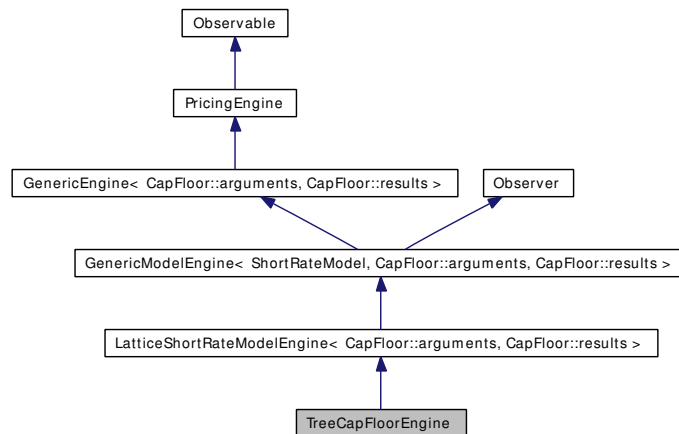 Observable
PricingEngine
GenericEngine< CapFloor::arguments, CapFloor::results >
Observer
GenericModelEngine< ShortRateModel, CapFloor::arguments, CapFloor::results >
LatticeShortRateModelEngine< CapFloor::arguments, CapFloor::results >
TreeCapFloorEngine